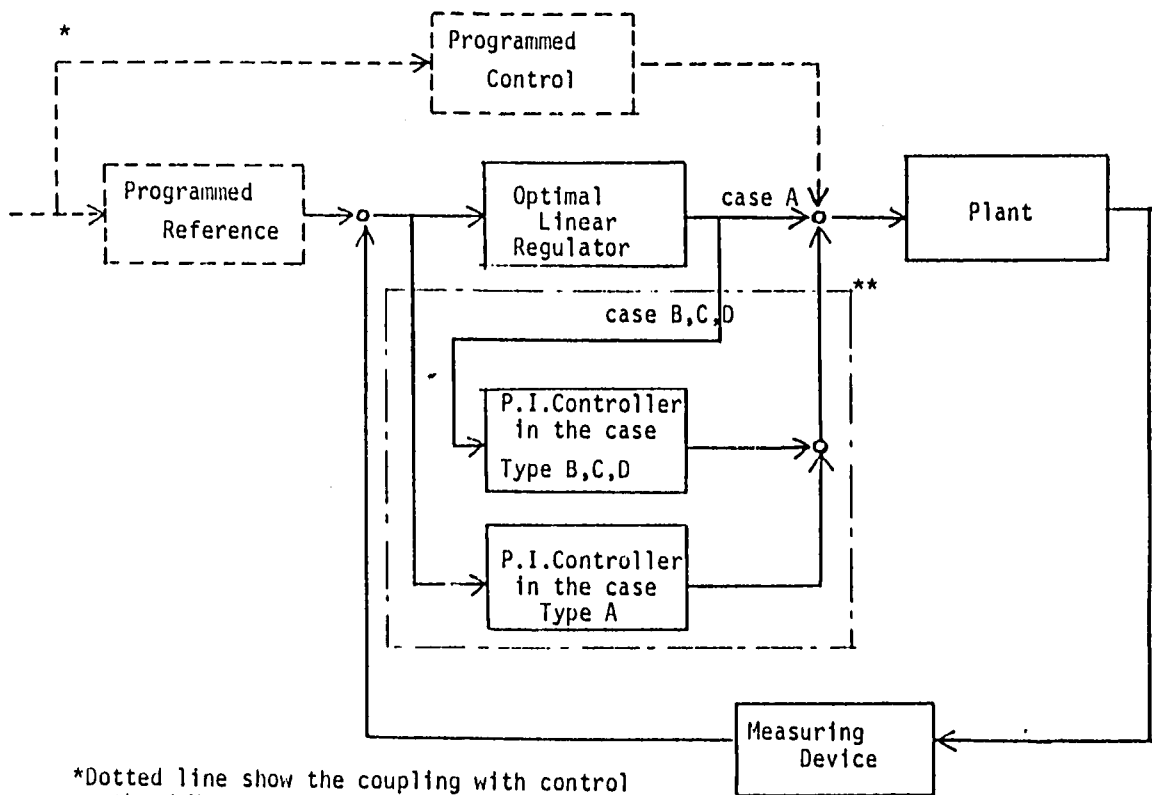 *
Programmed
Control
Programmed
Reference
Optimal
Linear
Regulator
case A
Plant
**
case B,C,D
P.I.Controller
in the case
Type B,C,D
P.I.Controller
in the case
Type A
Measuring
Device
*Dotted line show the coupling with control